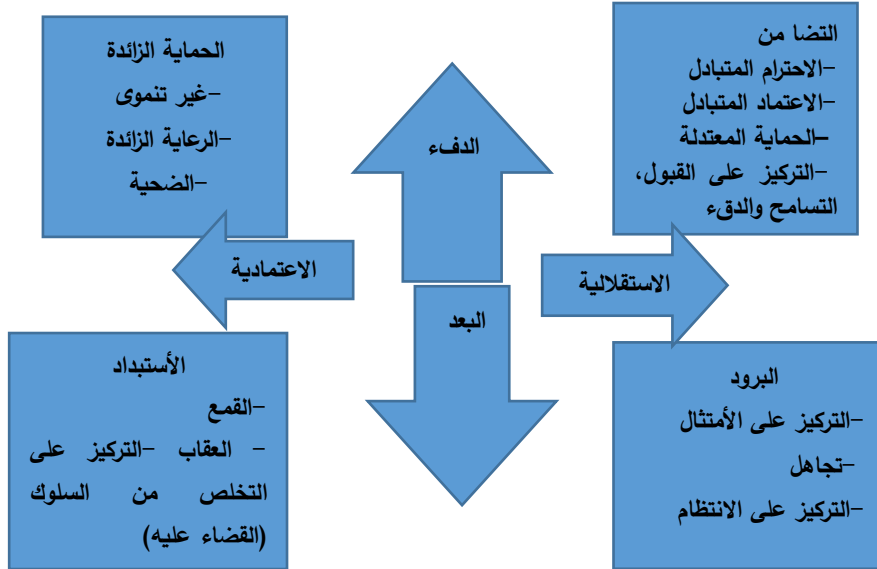 التضا من
-الاحترام المتبادل
-الاعتماد المتبادل
-الحماية المعتدلة
-التركيز على القبول،
التسامح والدقء
الحماية الزائدة
-غير تنموى
-الرعاية الزائدة
-الضحية
الدفء
الاستقلالية
الاعتمادية
البعد
البرود
-التركيز على الأمتثال
-تجاهل
-التركيز على الانتظام
الأستبداد
-القمع
- العقاب -التركيز على
التخلص من السلوك
(القضاء عليه)